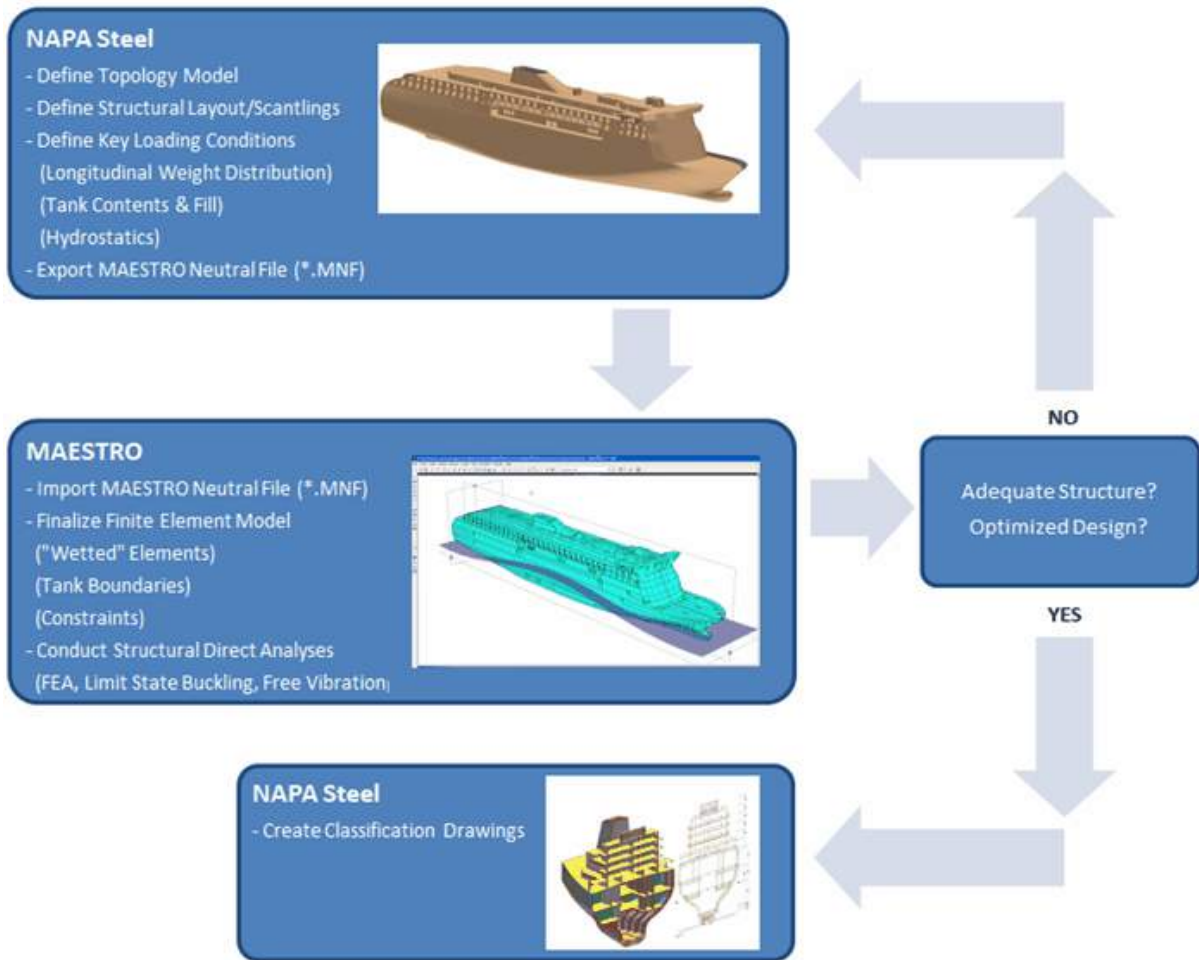 NAPA Steel
- Define Topology Model
- Define Structural Layout/Scantlings
- Define Key Loading Conditions
(Longitudinal Weight Distribution)
(Tank Contents & Fill)
(Hydrostatics)
- Export MAESTRO Neutral File (*.MNF)
MAESTRO
- Import MAESTRO Neutral File (*.MNF)
- Finalize Finite Element Model
("Wetted" Elements)
(Tank Boundaries)
(Constraints)
- Conduct Structural Direct Analyses
(FEA, Limit State Buckling, Free Vibration
NO
Adequate Structure?
Optimized Design?
YES
NAPA Steel
- Create Classification Drawings